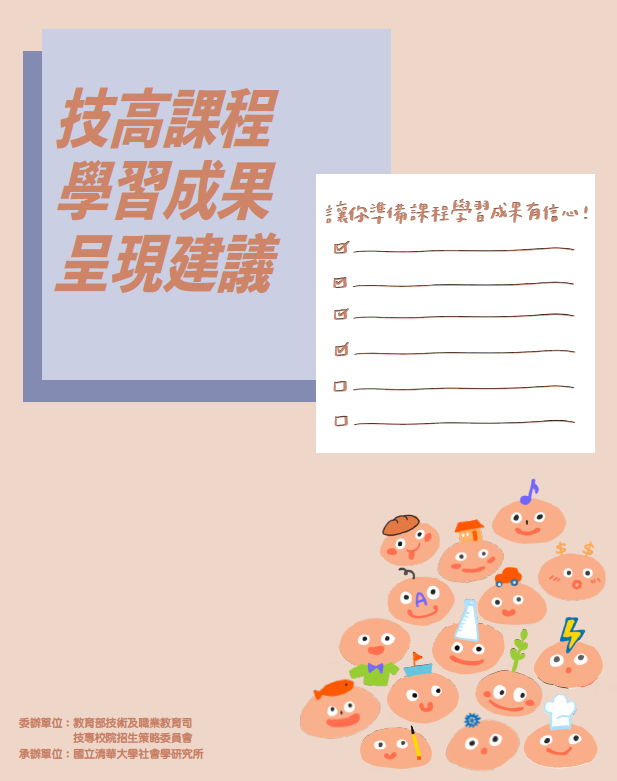 技高課程
學習成果
呈現建議
讓你準備課程學習成果有信心!
A
$ $
委辦單位:教育部技術及職業教育司
技專校院招生策略委員會
承辦單位:國立清華大學社會學研究所